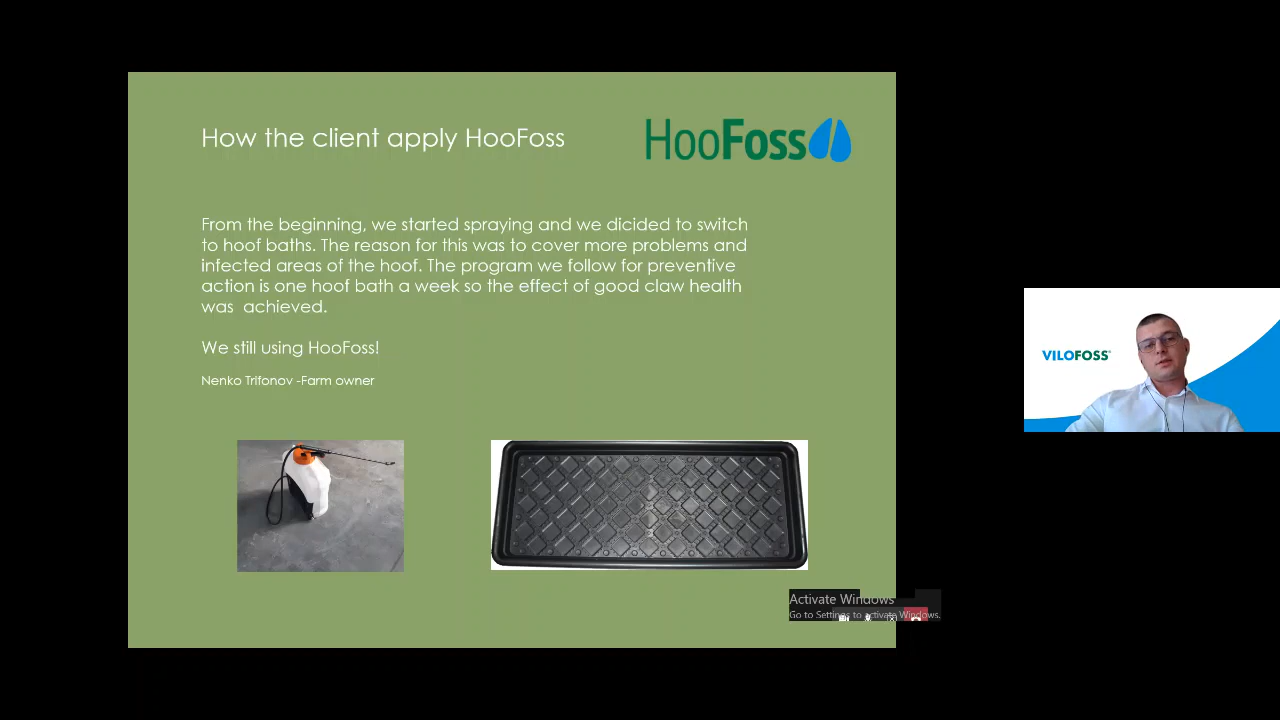 How the client apply HooFoss
HooFoss
From the beginning, we started spraying and we dicided to switch
to hoof baths. The reason for this was to cover more problems and
infected areas of the hoof. The program we follow for preventive
action is one hoof bath a week so the effect of good claw health
was  achieved.
We still using HooFoss!
Nenko Trifonov -Farm owner
VILOFOSS®
Activate Windows
Go to Settings to activate Windows.